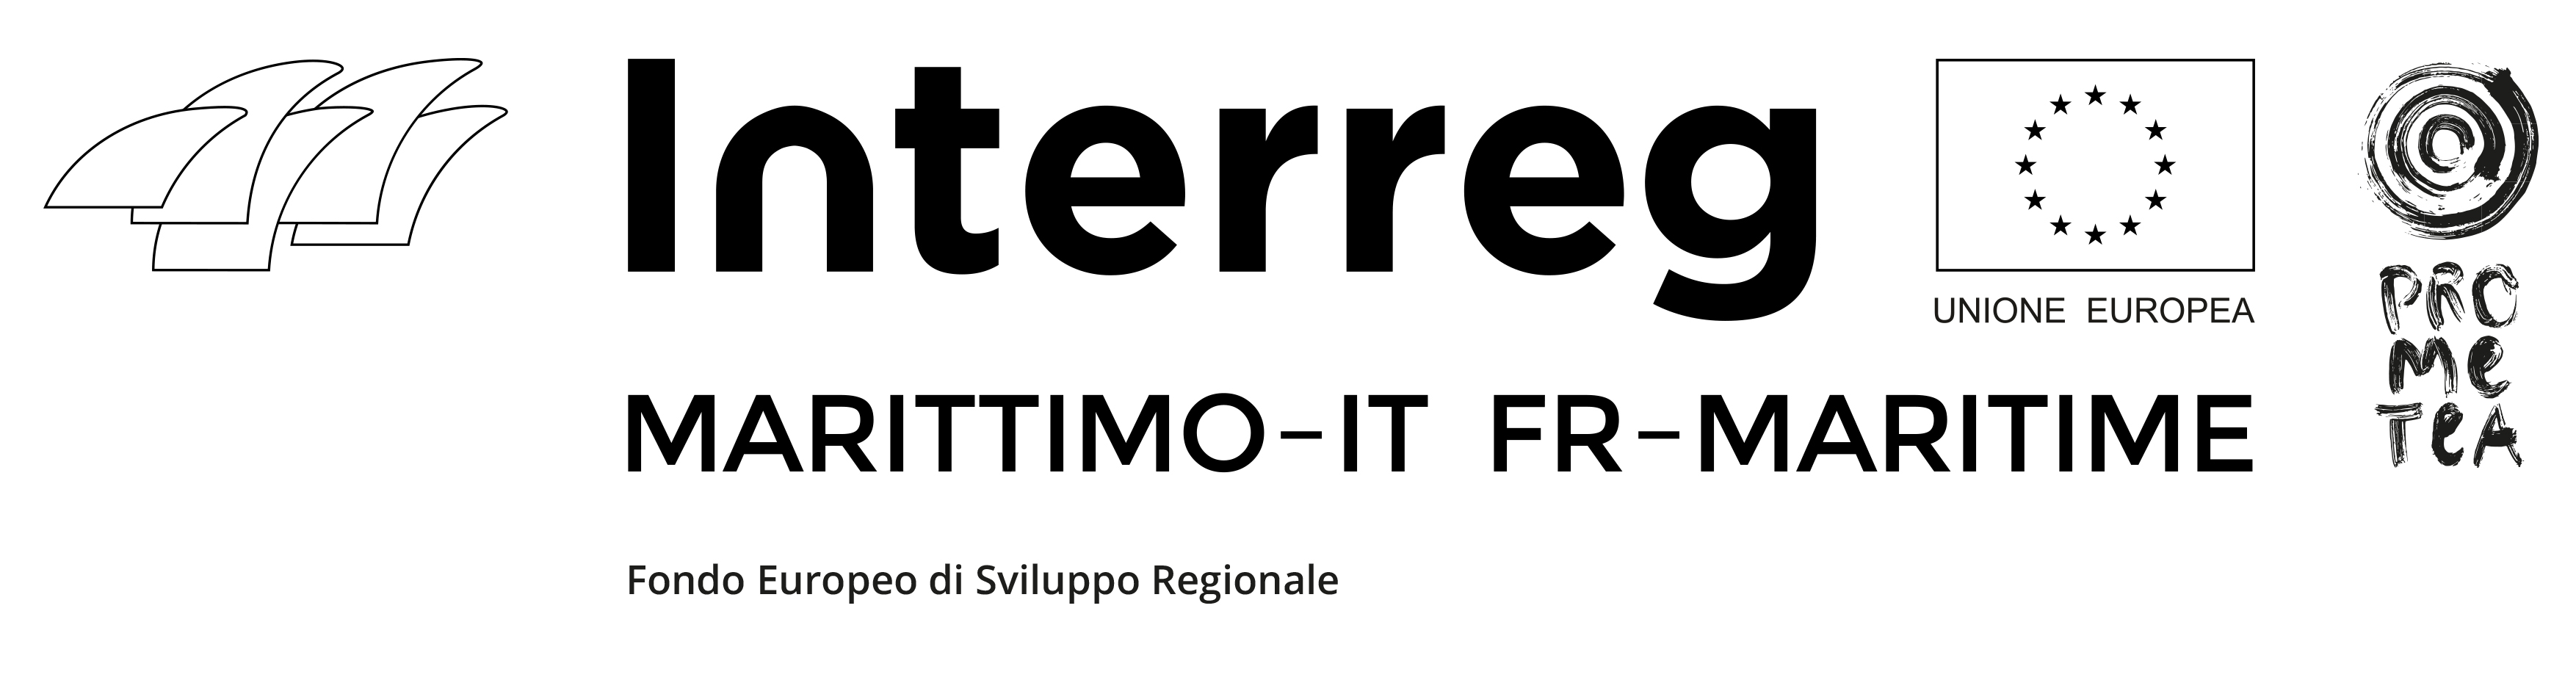 Interreg
UNIONE EUROPEA
MARITTIMO-IT FR-MARITIME
Fondo Europeo di Sviluppo Regionale
PRO
Me
TeA